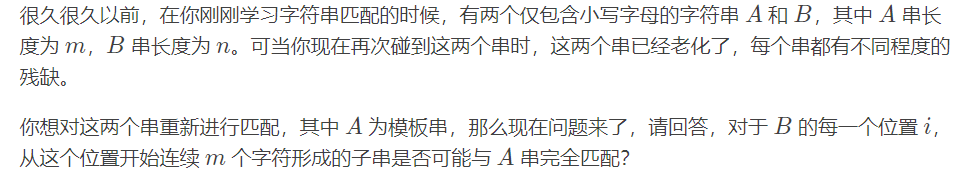 很久很久以前，在你刚刚学习字符串匹配的时候，有两个仅包含小写字母的字符串 A 和 B，其中 A 串长
度为 m，B 串长度为 n。可当你现在再次碰到这两个串时，这两个串已经老化了，每个串都有不同程度的
残缺。
你想对这两个串重新进行匹配，其中 A 为模板串，那么现在问题来了，请回答，对于 B 的每一个位置 i，
从这个位置开始连续 m 个字符形成的子串是否可能与 A 串完全匹配？